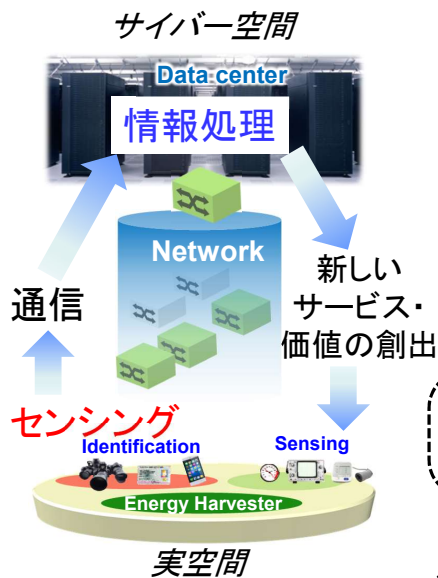 サイバー空間
Data center
情報処理
Network
通信
新しい
サービス・
価値の創出
センシング
Identification
Sensing
Energy Harvester
実空間